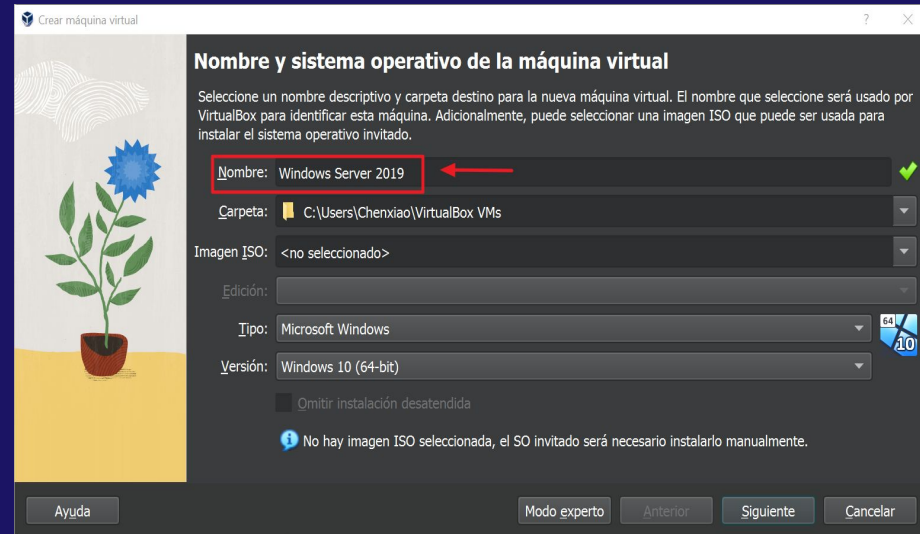 Crear máquina virtual
Nombre y sistema operativo de la máquina virtual
Seleccione un nombre descriptivo y carpeta destino para la nueva máquina virtual. El nombre que seleccione será usado por
VirtualBox para identificar esta máquina. Adicionalmente, puede seleccionar una imagen ISO que puede ser usada para
instalar el sistema operativo invitado.
Nombre: Windows Server 2019
Carpeta: C:\Users\Chenxiao\VirtualBox VMs
Imagen ISO: <no seleccionado>
Edición:
Tipo: Microsoft Windows
64
10
Versión: Windows 10 (64-bit)
Omitir instalación desatendida
No hay imagen ISO seleccionada, el SO invitado será necesario instalarlo manualmente.
Ayuda Modo experto Anterior Siguiente Cancelar